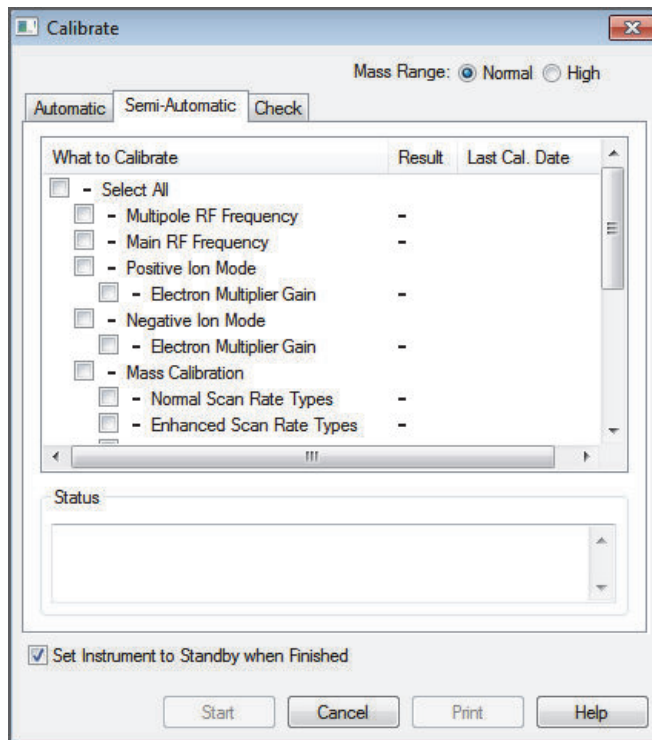 Calibrate
Mass Range: Normal High
Automatic Semi-Automatic Check
What to Calibrate Result Last Cal. Date
- Select All
- Multipole RF Frequency -
- Main RF Frequency -
- Positive Ion Mode
- Electron Multiplier Gain -
- Negative Ion Mode
- Electron Multiplier Gain -
- Mass Calibration
- Normal Scan Rate Types -
- Enhanced Scan Rate Types -
Status
Set Instrument to Standby when Finished
Start Cancel Print Help